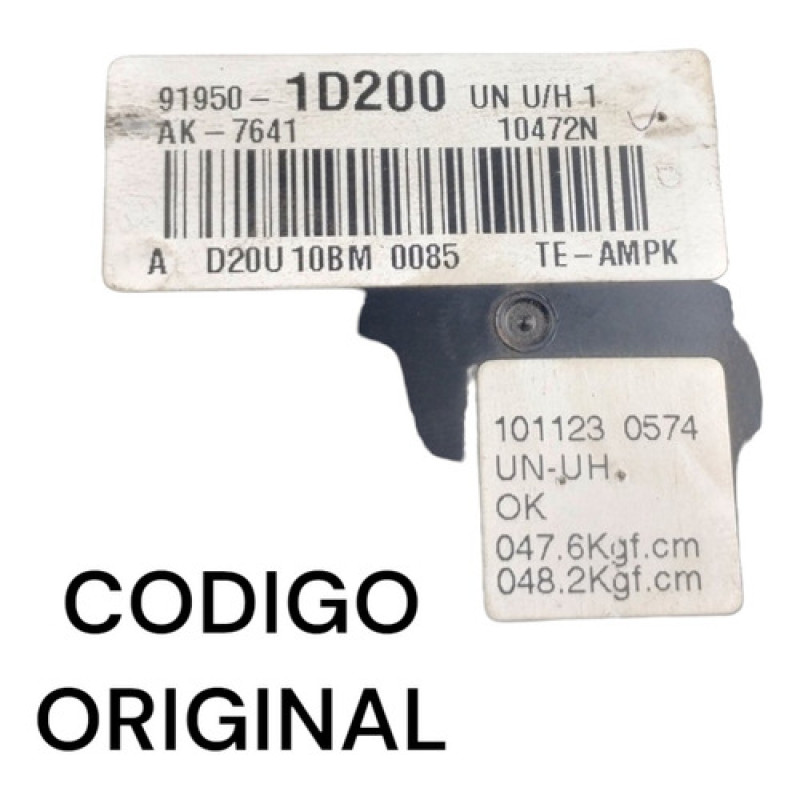 91950- 1D200 UN U/H 1
AK-7641 10472N
A D20U10BM 0085 TE-AMPK
101123 0574
UN-UH
OK
047.6Kgf.cm
048.2Kgf.cm
CODIGO
ORIGINAL